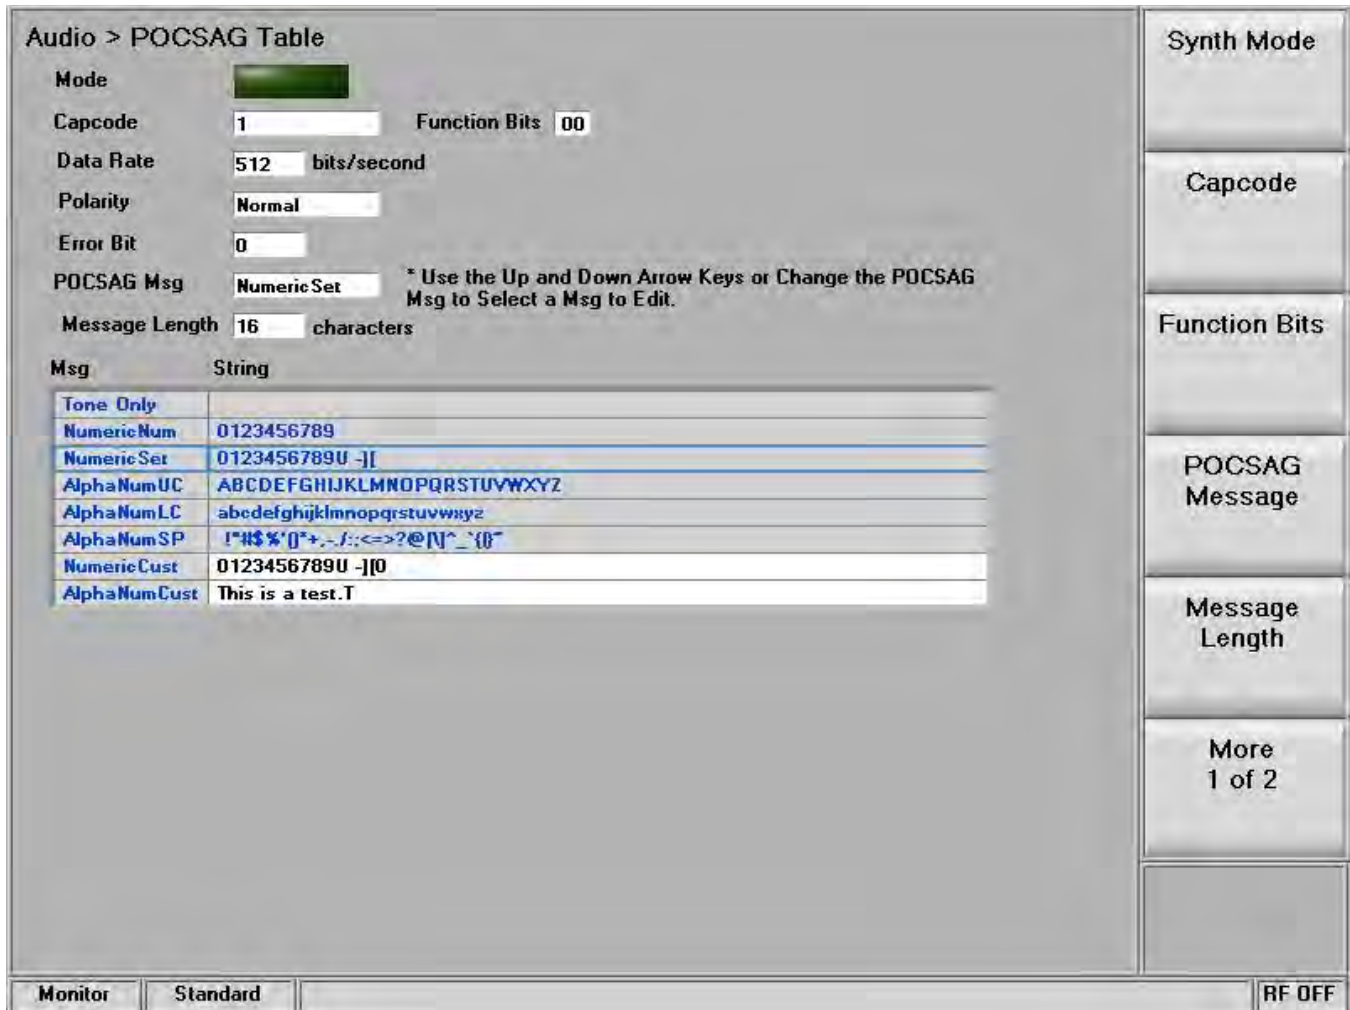 Audio > POCSAG Table
Mode
Capcode 1 Function Bits 00
Data Rate 512 bits/second
Polarity Normal
Error Bit 0
POCSAG Msg NumericSet * Use the Up and Down Arrow Keys or Change the POCSAG
Msg to Select a Msg to Edit.
Message Length 16 characters
Msg String
Tone Only
NumericNum 0123456789
NumericSet 0123456789U -][
AlphaNumUC ABCDEFGHIJKLMNOPQRSTUVWXYZ
AlphaNumLC abcdefghijklmnopqrstuvwxyz
AlphaNumSP
NumericCust 0123456789U -][0
AlphaNumCust This is a test.T
Synth Mode
Capcode
Function Bits
POCSAG
Message
Message
Length
More
1 of 2
Monitor Standard RF OFF